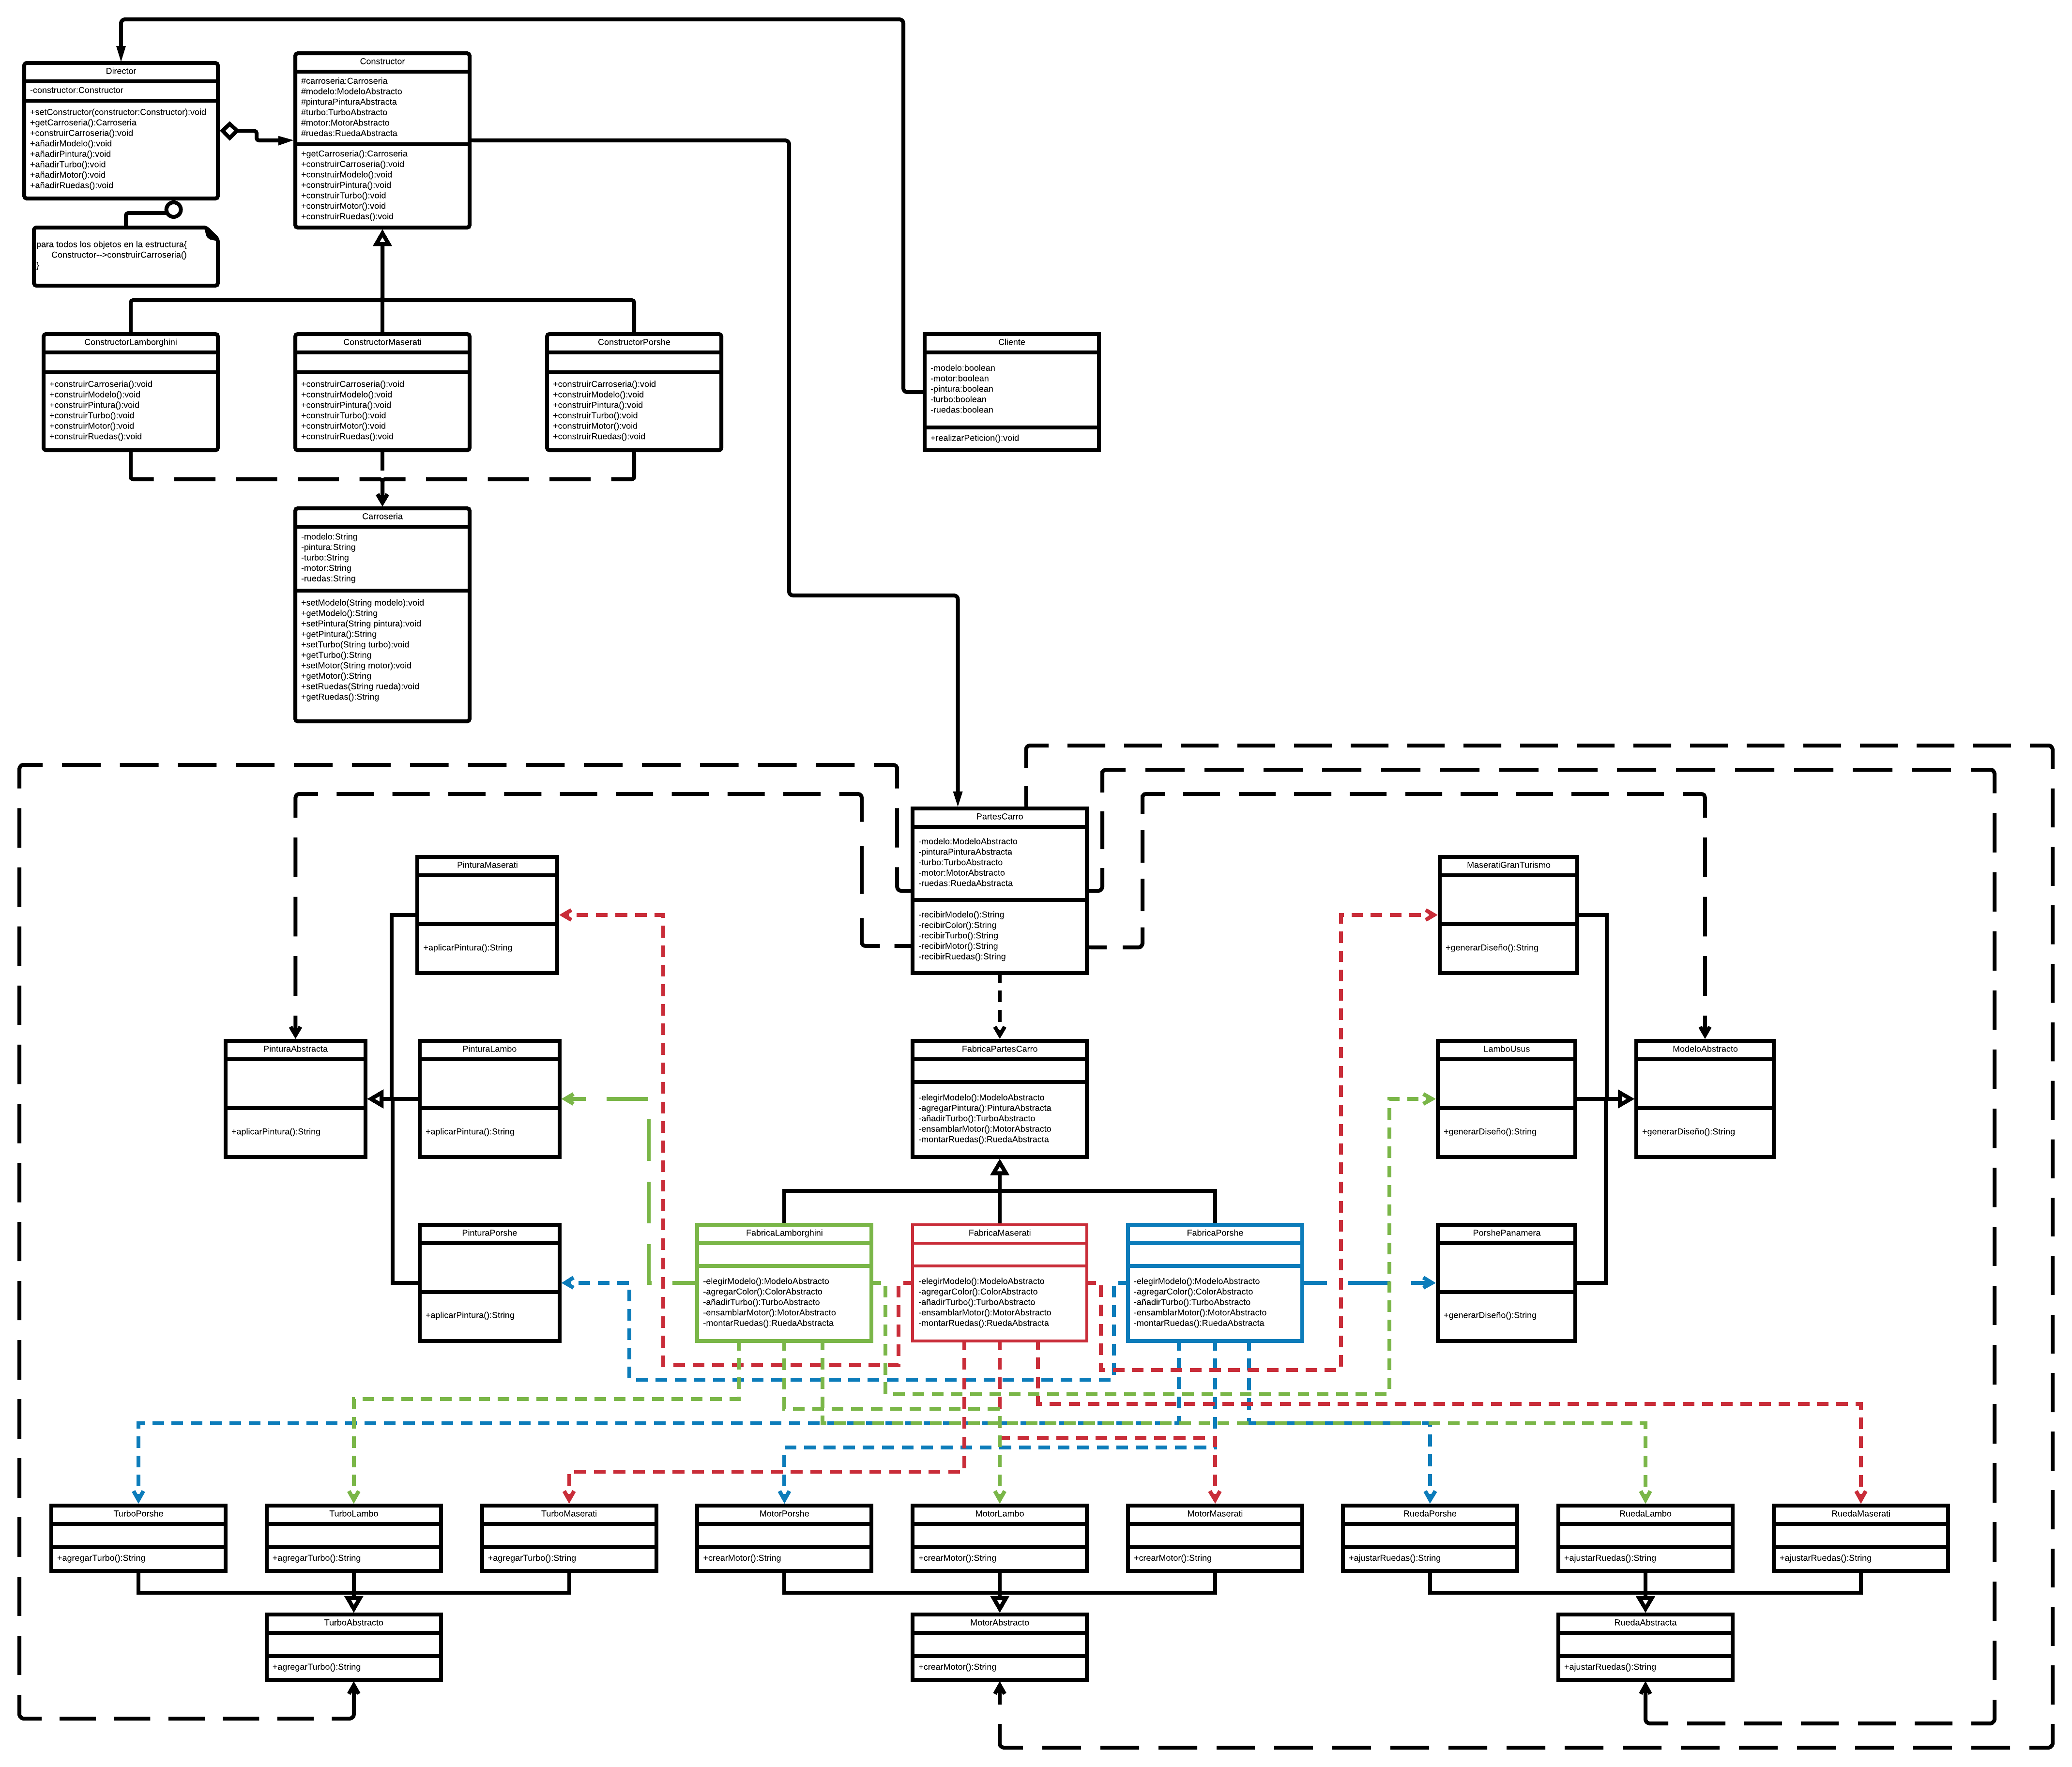 Director
-constructor:Constructor
+setConstructor(constructor:Constructor):void
+getCarroseria():Carroseria
+construirCarroseria():void
+añadirModelo():void
+añadirPintura():void
+añadirTurbo():void
+añadirMotor():void
+añadirRuedas():void
Constructor
#carroseria:Carroseria
#modelo:ModeloAbstracto
#pinturaPinturaAbstracta
#turbo:TurboAbstracto
#motor:MotorAbstracto
#ruedas:RuedaAbstracta
+getCarroseria():Carroseria
+construirCarroseria():void
+construirModelo():void
+construirPintura():void
+construirTurbo():void
+construirMotor():void
+construirRuedas():void
para todos los objetos en la estructura{
Constructor-->construirCarroseria()
}
ConstructorLamborghini
+construirCarroseria():void
+construirModelo():void
+construirPintura():void
+construirTurbo():void
+construirMotor():void
+construirRuedas():void
ConstructorMaserati
+construirCarroseria():void
+construirModelo():void
+construirPintura():void
+construirTurbo():void
+construirMotor():void
+construirRuedas():void
ConstructorPorshe
+construirCarroseria():void
+construirModelo():void
+construirPintura():void
+construirTurbo():void
+construirMotor():void
+construirRuedas():void
Cliente
-modelo:boolean
-motor:boolean
-pintura:boolean
-turbo:boolean
-ruedas:boolean
+realizarPeticion():void
Carroseria
-modelo:String
-pintura:String
-turbo:String
-motor:String
-ruedas:String
+setModelo(String modelo):void
+getModelo():String
+setPintura(String pintura):void
+getPintura():String
+setTurbo(String turbo):void
+getTurbo():String
+setMotor(String motor):void
+getMotor():String
+setRuedas(String rueda):void
+getRuedas():String
PartesCarro
-modelo:ModeloAbstracto
-pinturaPinturaAbstracta
-turbo:TurboAbstracto
-motor:MotorAbstracto
-ruedas:RuedaAbstracta
-recibirModelo():String
-recibirColor():String
-recibirTurbo():String
-recibirMotor():String
-recibirRuedas():String
PinturaMaserati
+aplicarPintura():String
MaseratiGranTurismo
+generarDiseño():String
PinturaAbstracta
+aplicarPintura():String
PinturaLambo
+aplicarPintura():String
FabricaPartesCarro
-elegirModelo():ModeloAbstracto
-agregarPintura():PinturaAbstracta
-añadirTurbo():TurboAbstracto
-ensamblarMotor():MotorAbstracto
-montarRuedas():RuedaAbstracta
LamboUsus
+generarDiseño():String
ModeloAbstracto
+generarDiseño():String
PinturaPorshe
+aplicarPintura():String
FabricaLamborghini
-elegirModelo():ModeloAbstracto
-agregarColor():ColorAbstracto
-añadirTurbo():TurboAbstracto
-ensamblarMotor():MotorAbstracto
-montarRuedas():RuedaAbstracta
FabricaMaserati
-elegirModelo():ModeloAbstracto
-agregarColor():ColorAbstracto
-añadirTurbo():TurboAbstracto
-ensamblarMotor():MotorAbstracto
-montarRuedas():RuedaAbstracta
FabricaPorshe
-elegirModelo():ModeloAbstracto
-agregarColor():ColorAbstracto
-añadirTurbo():TurboAbstracto
-ensamblarMotor():MotorAbstracto
-montarRuedas():RuedaAbstracta
PorshePanamera
+generarDiseño():String
TurboPorshe
+agregarTurbo():String
TurboLambo
+agregarTurbo():String
TurboMaserati
+agregarTurbo():String
MotorPorshe
+crearMotor():String
MotorLambo
+crearMotor():String
MotorMaserati
+crearMotor():String
RuedaPorshe
+ajustarRuedas():String
RuedaLambo
+ajustarRuedas():String
RuedaMaserati
+ajustarRuedas():String
TurboAbstracto
+agregarTurbo():String
MotorAbstracto
+crearMotor():String
RuedaAbstracta
+ajustarRuedas():String